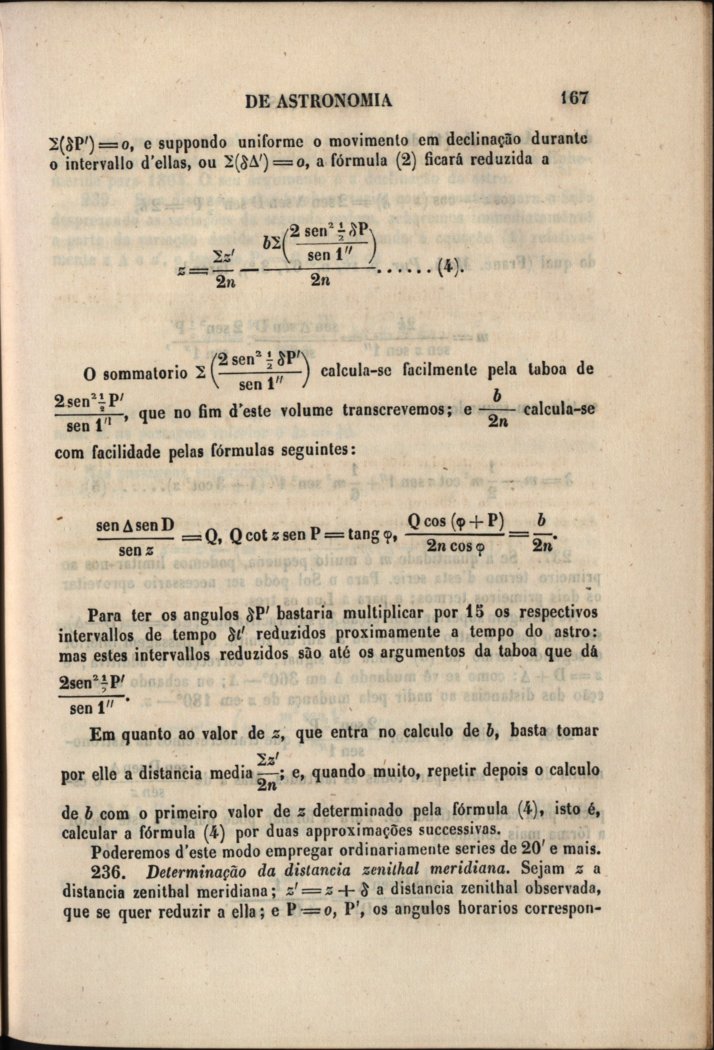 DE ASTRONOMIA 167
Σ(δP′) = o, e suppondo uniforme o movimento em declinação durante
o intervallo d'ellas, ou Σ(δΔ′) = o, a fórmula (2) ficará reduzida a
z = Σz′/2n − bΣ(2 sen² ½ δP/sen 1″)/2n ...... (4).
O sommatorio Σ (2 sen² ½ δP′/sen 1″) calcula-se facilmente pela taboa de
2 sen² ½ P′/sen 1″, que no fim d'este volume transcrevemos; e b/2n calcula-se
com facilidade pelas fórmulas seguintes:
sen Δ sen D/sen z = Q, Q cot z sen P = tang φ, Q cos (φ + P)/2n cos φ = b/2n.
Para ter os angulos δP′ bastaria multiplicar por 15 os respectivos
intervallos de tempo δt′ reduzidos proximamente a tempo do astro:
mas estes intervallos reduzidos são até os argumentos da taboa que dá
2sen² ½ P′/sen 1″.
Em quanto ao valor de z, que entra no calculo de b, basta tomar
por elle a distancia media Σz′/2n; e, quando muito, repetir depois o calculo
de b com o primeiro valor de z determinado pela fórmula (4), isto é,
calcular a fórmula (4) por duas approximações successivas.
Poderemos d'este modo empregar ordinariamente series de 20′ e mais.
236. Determinação da distancia zenithal meridiana. Sejam z a
distancia zenithal meridiana; z′ = z + δ a distancia zenithal observada,
que se quer reduzir a ella; e P = o, P′, os angulos horarios correspon-